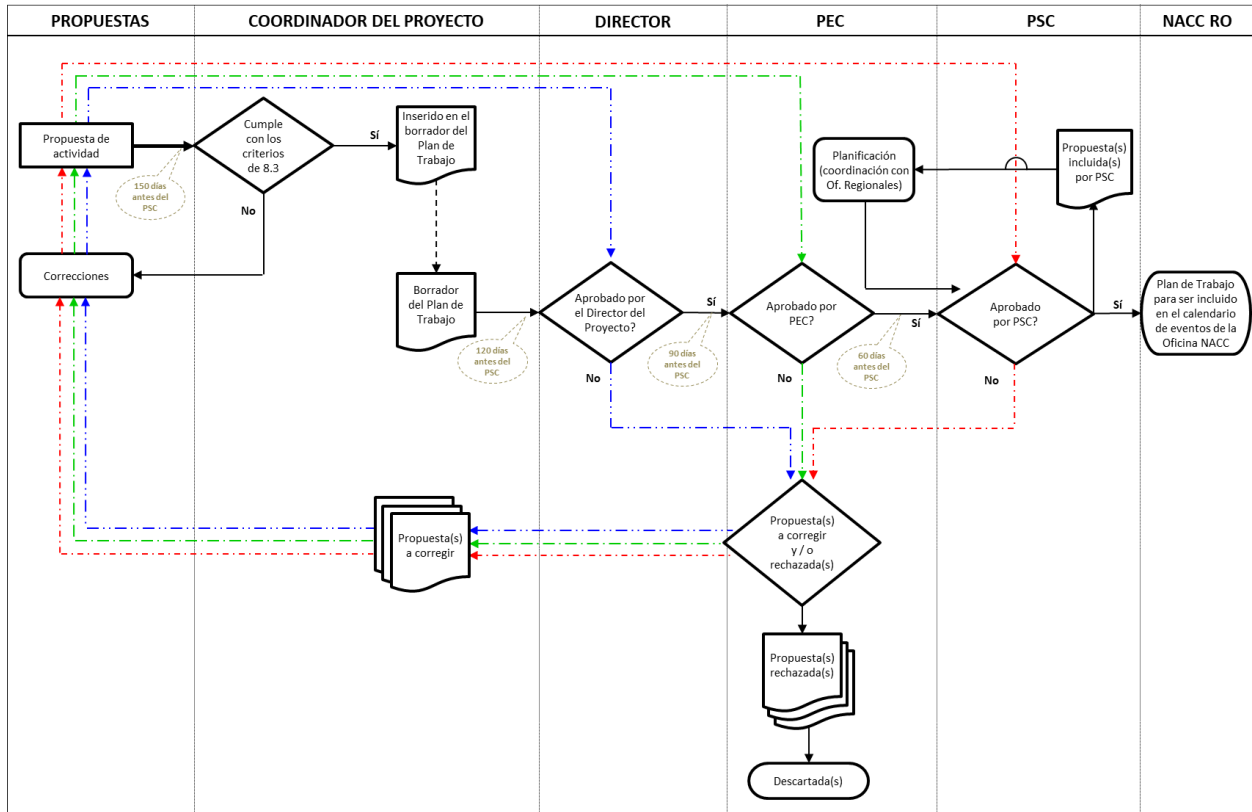 PROPUESTAS
COORDINADOR DEL PROYECTO
DIRECTOR
PEC
PSC
NACC RO
Propuesta de
actividad
150 días
antes del
PSC
Cumple
con los
criterios
de 8.3
Sí
No
Inserido en el
borrador del
Plan de
Trabajo
Planificación
(coordinación con
Of. Regionales)
Propuesta(s)
incluida(s)
por PSC
Correcciones
Borrador
del Plan de
Trabajo
120 días
antes del
PSC
Aprobado por
el Director del
Proyecto?
Sí
No
90 días
antes del
PSC
Aprobado por
PEC?
Sí
No
60 días
antes del
PSC
Aprobado
por PSC?
Sí
No
Plan de Trabajo
para ser incluido
en el calendario
de eventos de la
Oficina NACC
Propuesta(s)
a corregir
Propuesta(s)
a corregir
y / o
rechazada(s)
Propuesta(s)
rechazada(s)
Descartada(s)